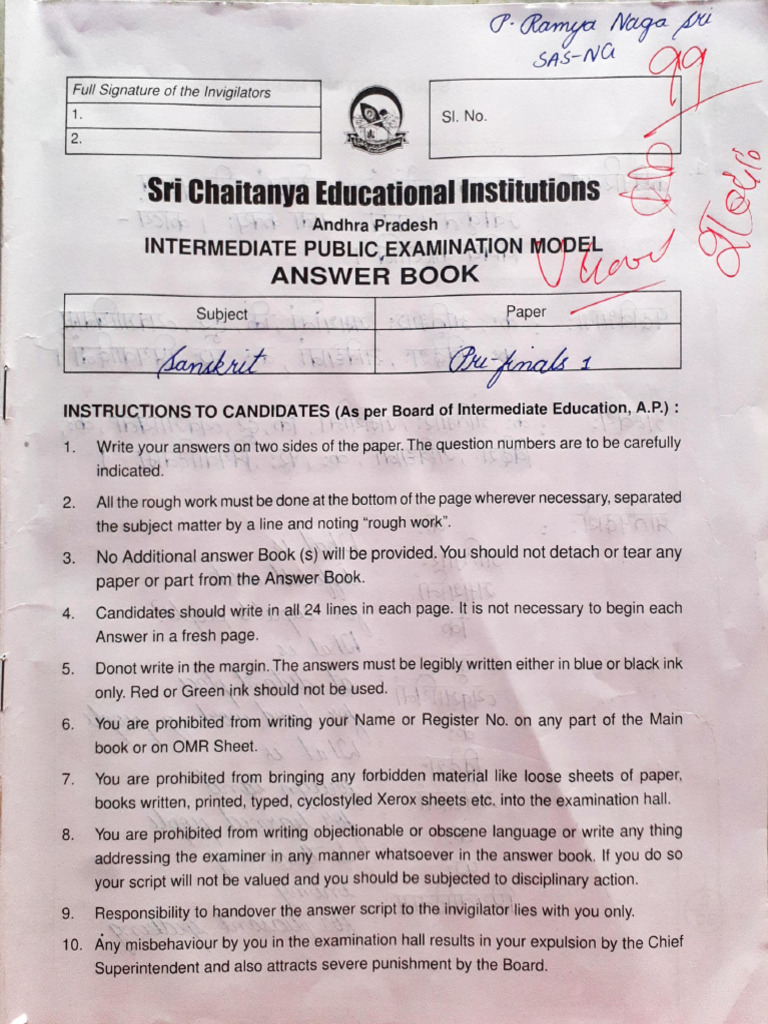 P. Ramya Naga Sri
SAS-NG
99
Full Signature of the Invigilators
1.
2.
Sl. No.
Sri Chaitanya Educational Institutions
Andhra Pradesh
INTERMEDIATE PUBLIC EXAMINATION MODEL
ANSWER BOOK
Subject
Paper
Sanskrit
Pre-finals 1
INSTRUCTIONS TO CANDIDATES (As per Board of Intermediate Education, A.P.) :
1. Write your answers on two sides of the paper. The question numbers are to be carefully
indicated.
2. All the rough work must be done at the bottom of the page wherever necessary, separated
the subject matter by a line and noting “rough work”.
3. No Additional answer Book (s) will be provided. You should not detach or tear any
paper or part from the Answer Book.
4. Candidates should write in all 24 lines in each page. It is not necessary to begin each
Answer in a fresh page.
5. Donot write in the margin. The answers must be legibly written either in blue or black ink
only. Red or Green ink should not be used.
6. You are prohibited from writing your Name or Register No. on any part of the Main
book or on OMR Sheet.
7. You are prohibited from bringing any forbidden material like loose sheets of paper,
books written, printed, typed, cyclostyled Xerox sheets etc. into the examination hall.
8. You are prohibited from writing objectionable or obscene language or write any thing
addressing the examiner in any manner whatsoever in the answer book. If you do so
your script will not be valued and you should be subjected to disciplinary action.
9. Responsibility to handover the answer script to the invigilator lies with you only.
10. Any misbehaviour by you in the examination hall results in your expulsion by the Chief
Superintendent and also attracts severe punishment by the Board.